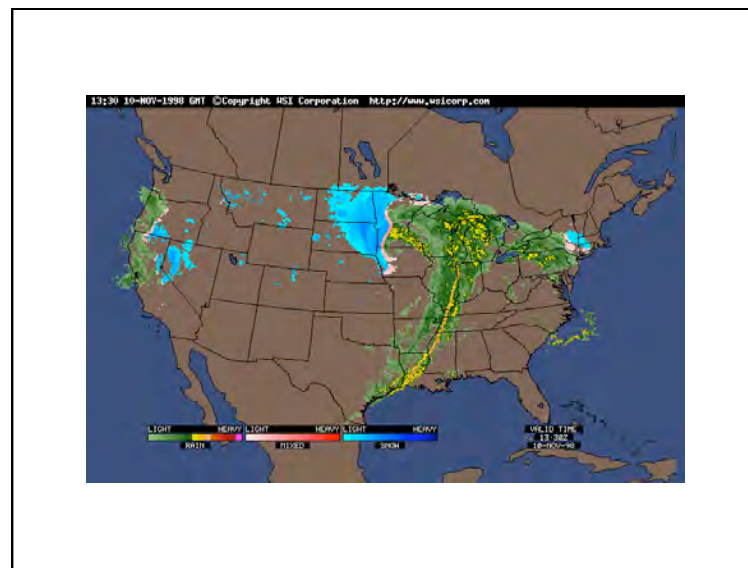 13:30 10-NOV-1998 GMT ©Copyright WSI Corporation http://www.wsicorp.com
LIGHT HEAVY LIGHT HEAVY LIGHT HEAVY
RAIN MIXED SNOW
VALID TIME
13:30Z
10-NOV-98